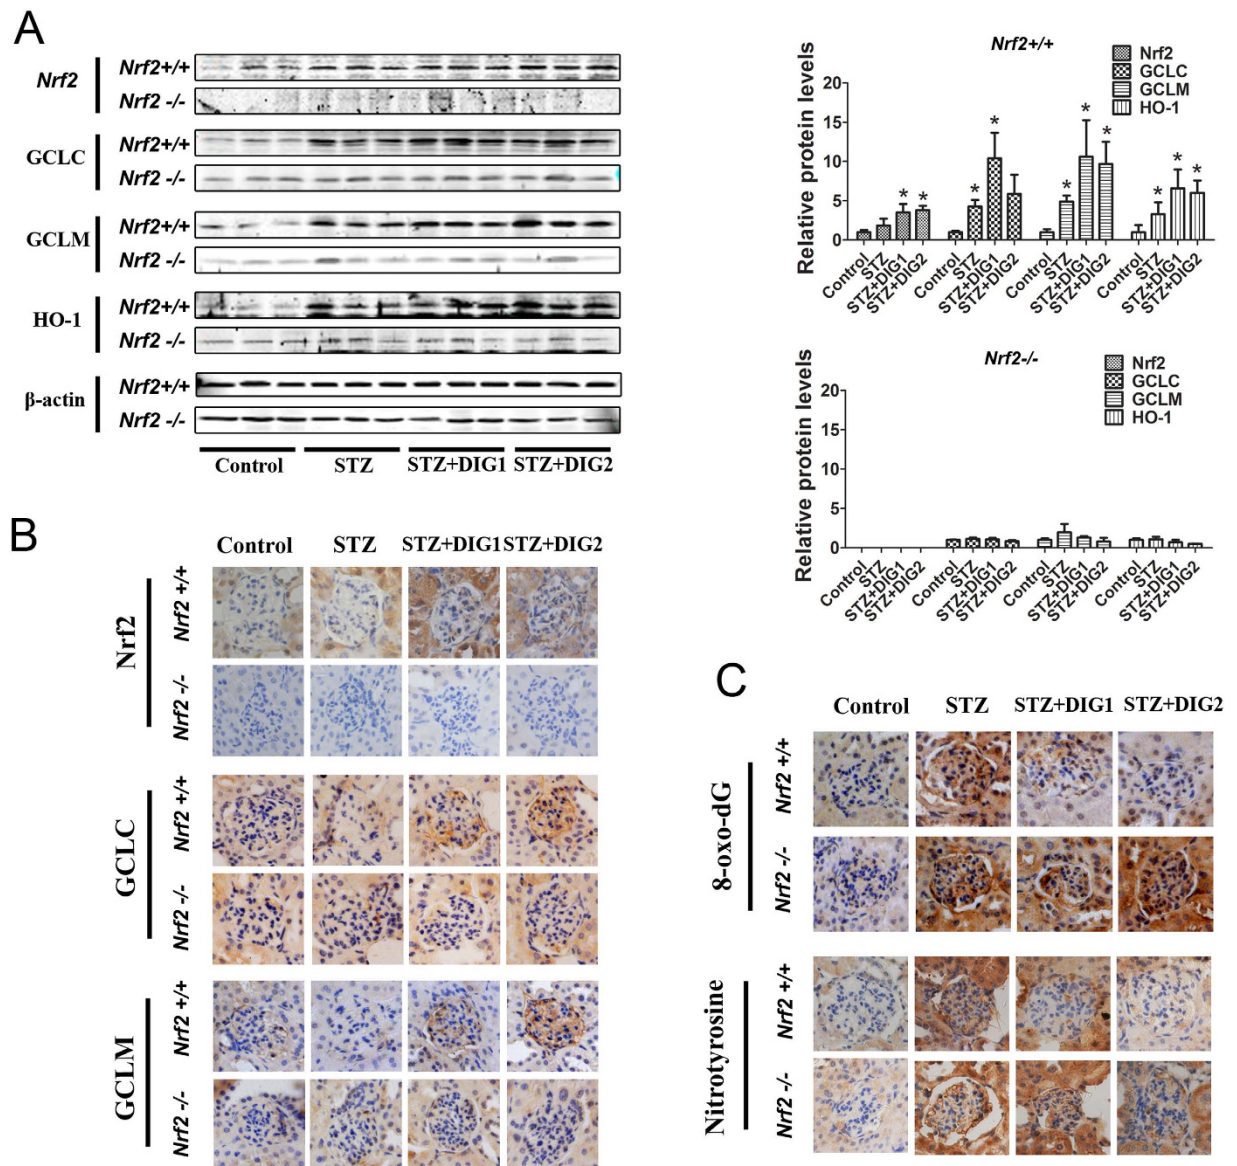 A
Nrf2
Nrf2+/+
Nrf2 -/-
GCLC
Nrf2+/+
Nrf2 -/-
GCLM
Nrf2+/+
Nrf2 -/-
HO-1
Nrf2+/+
Nrf2 -/-
β-actin
Nrf2+/+
Nrf2 -/-
Control STZ STZ+DIG1 STZ+DIG2
Nrf2+/+
Nrf2
GCLC
GCLM
HO-1
Relative protein levels
20
15
10
5
0
* * * * * * * * * *
Control STZ STZ+DIG1 STZ+DIG2 Control STZ STZ+DIG1 STZ+DIG2 Control STZ STZ+DIG1 STZ+DIG2 Control STZ STZ+DIG1 STZ+DIG2
Nrf2-/-
Nrf2
GCLC
GCLM
HO-1
Relative protein levels
20
15
10
5
0
Control STZ STZ+DIG1 STZ+DIG2 Control STZ STZ+DIG1 STZ+DIG2 Control STZ STZ+DIG1 STZ+DIG2 Control STZ STZ+DIG1 STZ+DIG2
B
Control STZ STZ+DIG1 STZ+DIG2
Nrf2
Nrf2 +/+
Nrf2 -/-
GCLC
Nrf2 +/+
Nrf2 -/-
GCLM
Nrf2 +/+
Nrf2 -/-
C
Control STZ STZ+DIG1 STZ+DIG2
8-oxo-dG
Nrf2 +/+
Nrf2 -/-
Nitrotyrosine
Nrf2 +/+
Nrf2 -/-